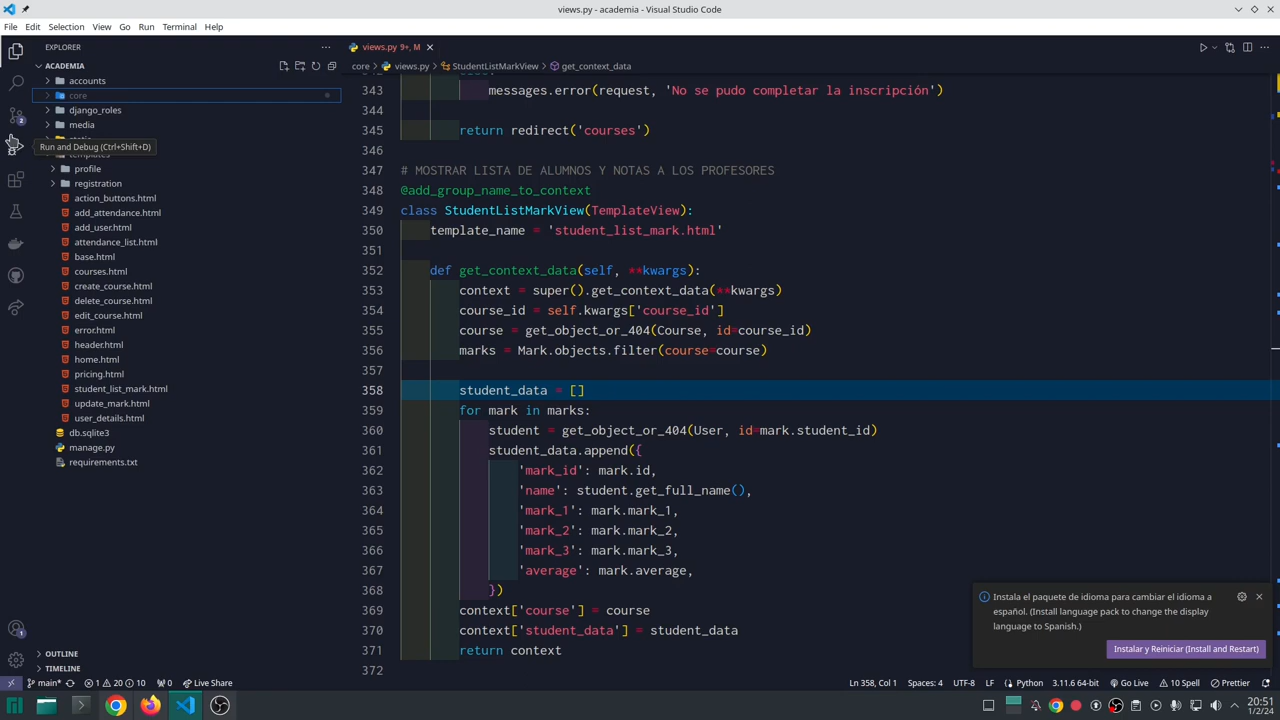 views.py - academia - Visual Studio Code
File Edit Selection View Go Run Terminal Help
EXPLORER
ACADEMIA
accounts
core
django_roles
media
Run and Debug (Ctrl+Shift+D)
templates
profile
registration
action_buttons.html
add_attendance.html
add_user.html
attendance_list.html
base.html
courses.html
create_course.html
delete_course.html
edit_course.html
error.html
header.html
home.html
pricing.html
student_list_mark.html
update_mark.html
user_details.html
db.sqlite3
manage.py
requirements.txt
OUTLINE
TIMELINE
2
1
views.py 9+, M
core > views.py > StudentListMarkView > get_context_data
343 messages.error(request, 'No se pudo completar la inscripción')
344
345 return redirect('courses')
346
347 # MOSTRAR LISTA DE ALUMNOS Y NOTAS A LOS PROFESORES
348 @add_group_name_to_context
349 class StudentListMarkView(TemplateView):
350 template_name = 'student_list_mark.html'
351
352 def get_context_data(self, **kwargs):
353 context = super().get_context_data(**kwargs)
354 course_id = self.kwargs['course_id']
355 course = get_object_or_404(Course, id=course_id)
356 marks = Mark.objects.filter(course=course)
357
358 student_data = []
359 for mark in marks:
360 student = get_object_or_404(User, id=mark.student_id)
361 student_data.append({
362 'mark_id': mark.id,
363 'name': student.get_full_name(),
364 'mark_1': mark.mark_1,
365 'mark_2': mark.mark_2,
366 'mark_3': mark.mark_3,
367 'average': mark.average,
368 })
369 context['course'] = course
370 context['student_data'] = student_data
371 return context
372
Instala el paquete de idioma para cambiar el idioma a
español. (Install language pack to change the display
language to Spanish.)
Instalar y Reiniciar (Install and Restart)
main* 1 20 10 0 Live Share Ln 358, Col 1 Spaces: 4 UTF-8 LF Python 3.11.6 64-bit Go Live 10 Spell Prettier
20:51
1/2/24